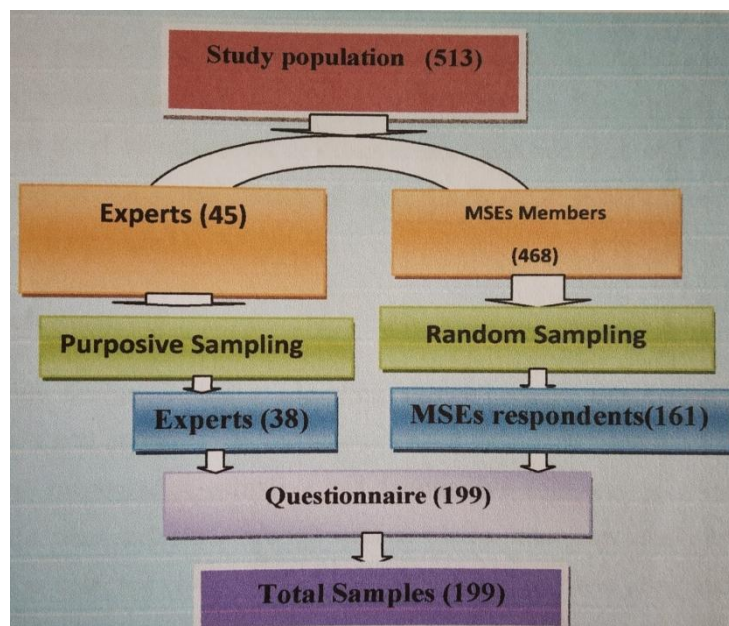 Study population (513)
Experts (45)
MSEs Members
(468)
Purposive Sampling
Random Sampling
Experts (38)
MSEs respondents(161)
Questionnaire (199)
Total Samples (199)